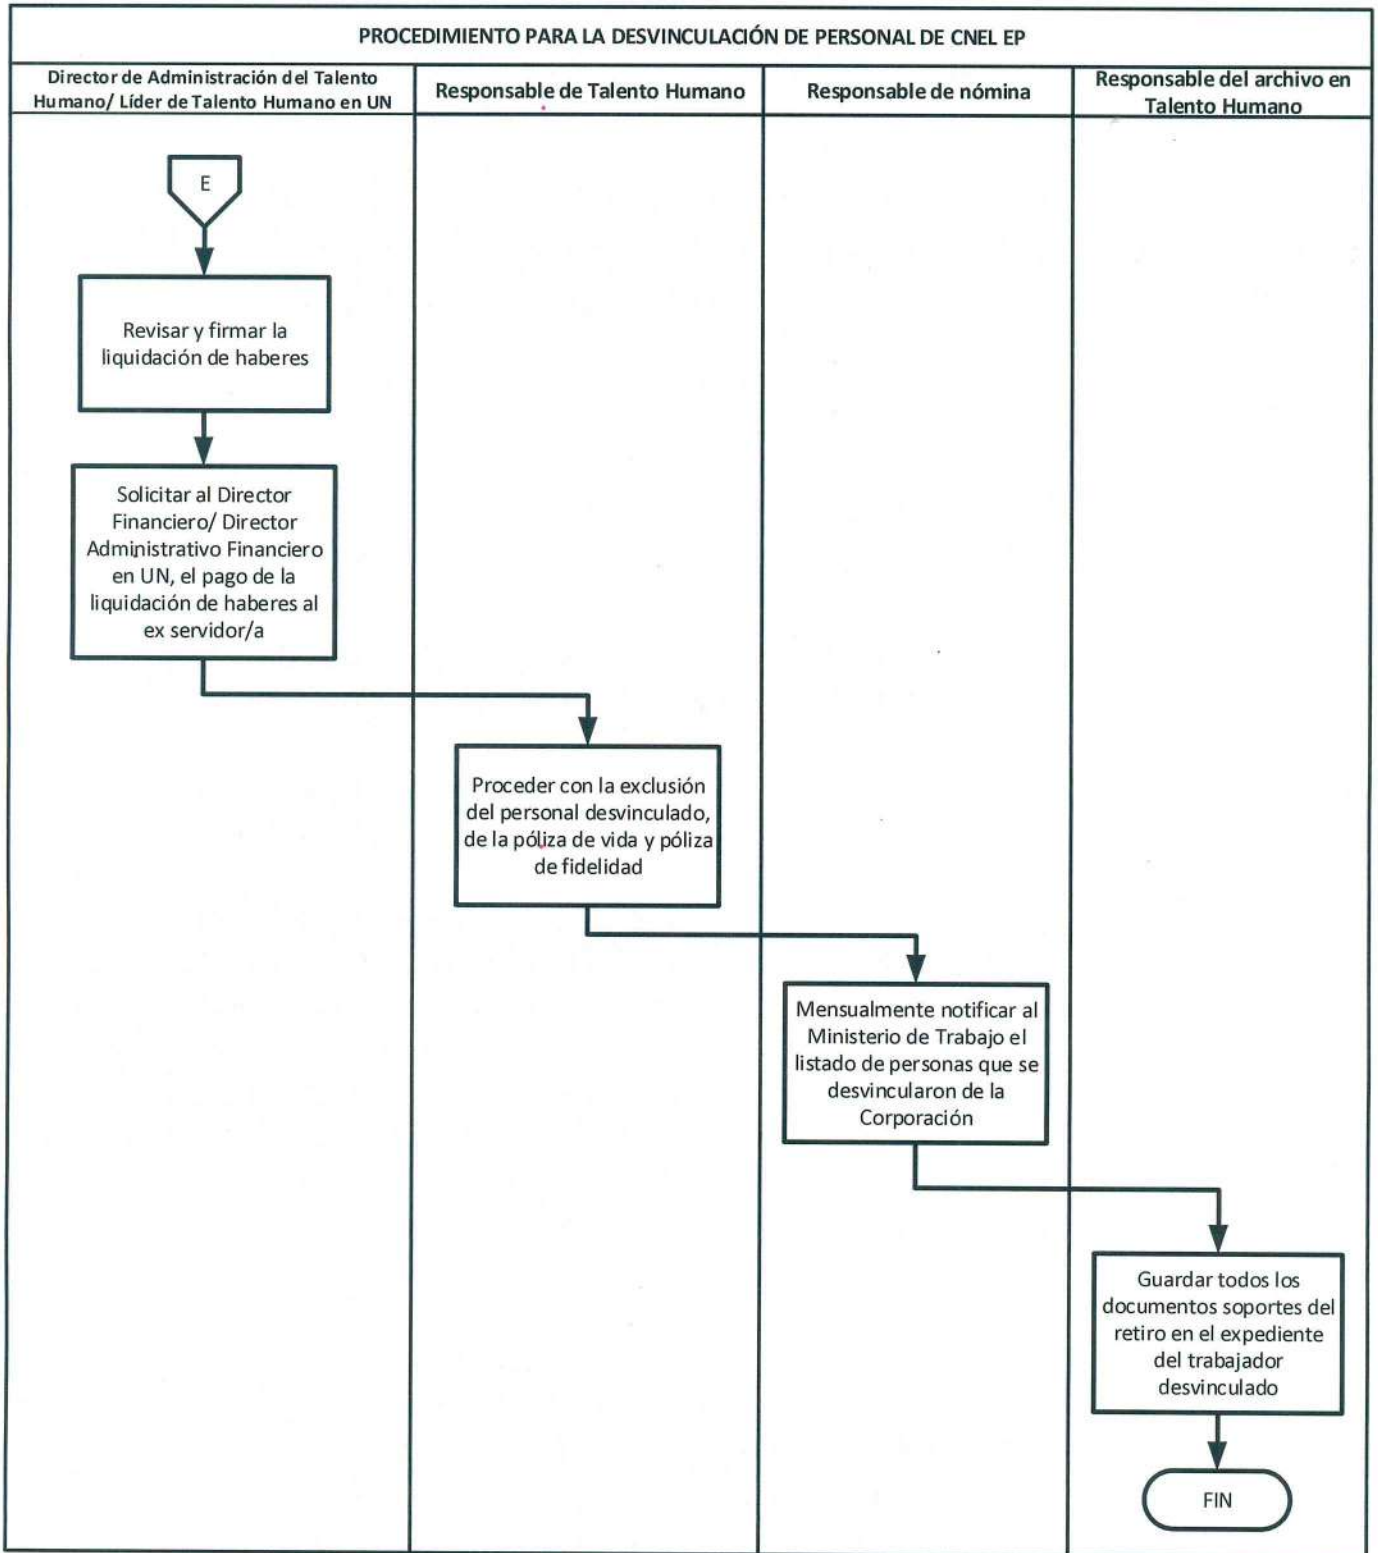 PROCEDIMIENTO PARA LA DESVINCULACIÓN DE PERSONAL DE CNEL EP
Director de Administración del Talento
Humano/ Líder de Talento Humano en UN
Responsable de Talento Humano
Responsable de nómina
Responsable del archivo en
Talento Humano
E
Revisar y firmar la
liquidación de haberes
Solicitar al Director
Financiero/ Director
Administrativo Financiero
en UN, el pago de la
liquidación de haberes al
ex servidor/a
Proceder con la exclusión
del personal desvinculado,
de la póliza de vida y póliza
de fidelidad
Mensualmente notificar al
Ministerio de Trabajo el
listado de personas que se
desvincularon de la
Corporación
Guardar todos los
documentos soportes del
retiro en el expediente
del trabajador
desvinculado
FIN